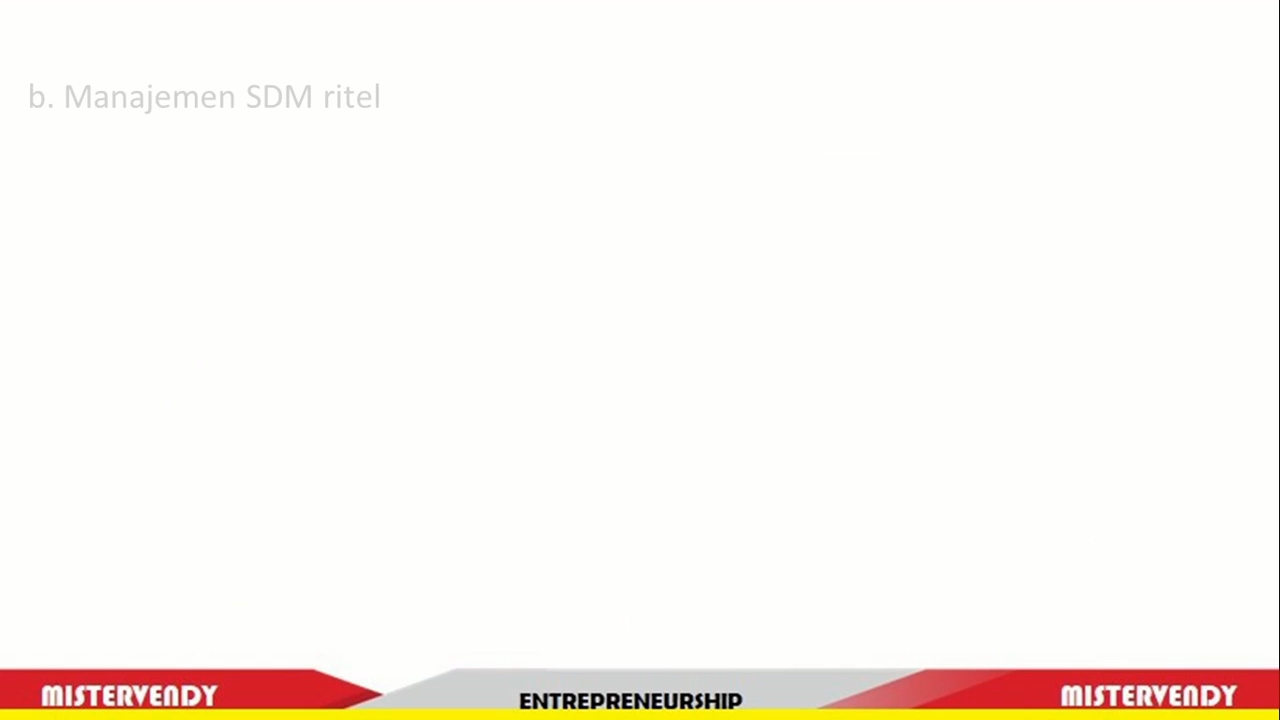 b. Manajemen SDM ritel
MISTERVENDY
ENTREPRENEURSHIP
MISTERVENDY